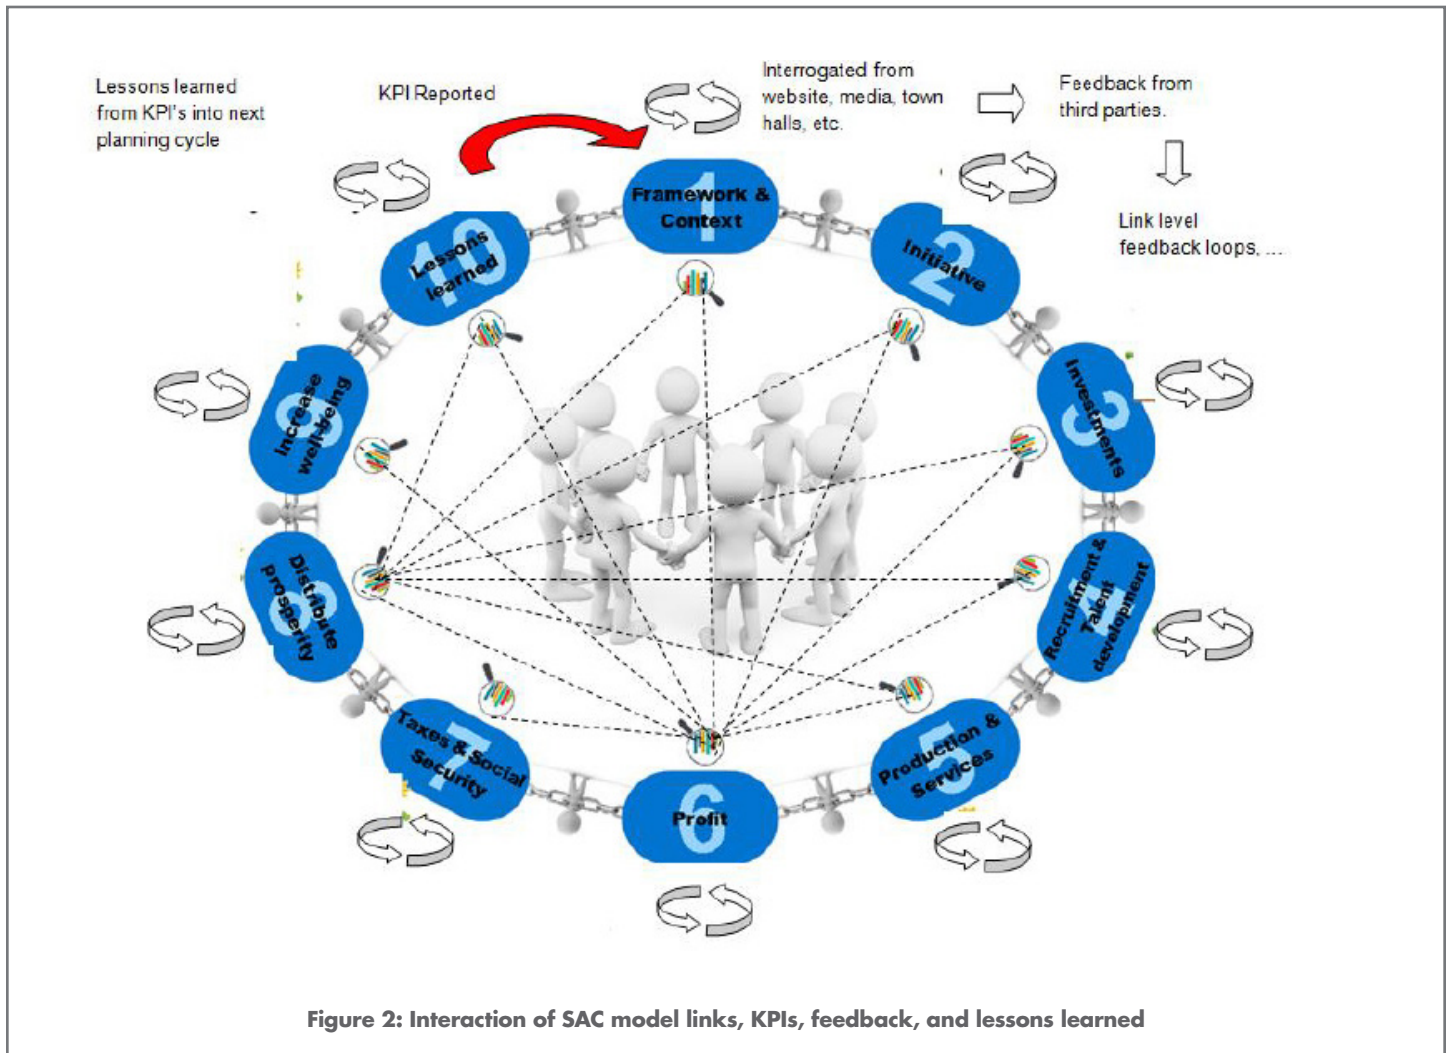 Lessons learned
from KPI's into next
planning cycle
KPI Reported
Interrogated from
website, media, town
halls, etc.
Feedback from
third parties.
Link level
feedback loops, ...
1
Framework &
Context
2
Initiative
3
Investments
4
Recruitment &
Talent
development
5
Production &
Services
6
Profit
7
Taxes & Social
Security
8
Distribute
prosperity
9
Increase
well-being
10
Lessons
learned
Figure 2: Interaction of SAC model links, KPIs, feedback, and lessons learned